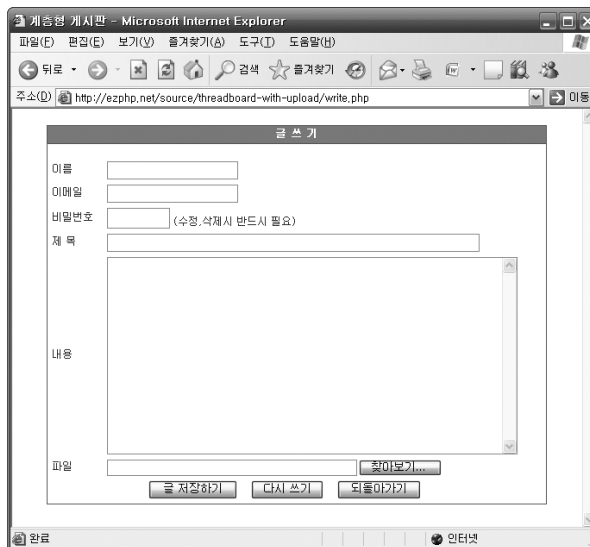 계층형 게시판 - Microsoft Internet Explorer
파일(F) 편집(E) 보기(V) 즐겨찾기(A) 도구(T) 도움말(H)
뒤로 검색 즐겨찾기
주소(D) http://ezphp.net/source/threadboard-with-upload/write.php 이동
글 쓰 기
이름
이메일
비밀번호 (수정,삭제시 반드시 필요)
제 목
내용
파일 찾아보기...
글 저장하기 다시 쓰기 되돌아가기
완료 인터넷